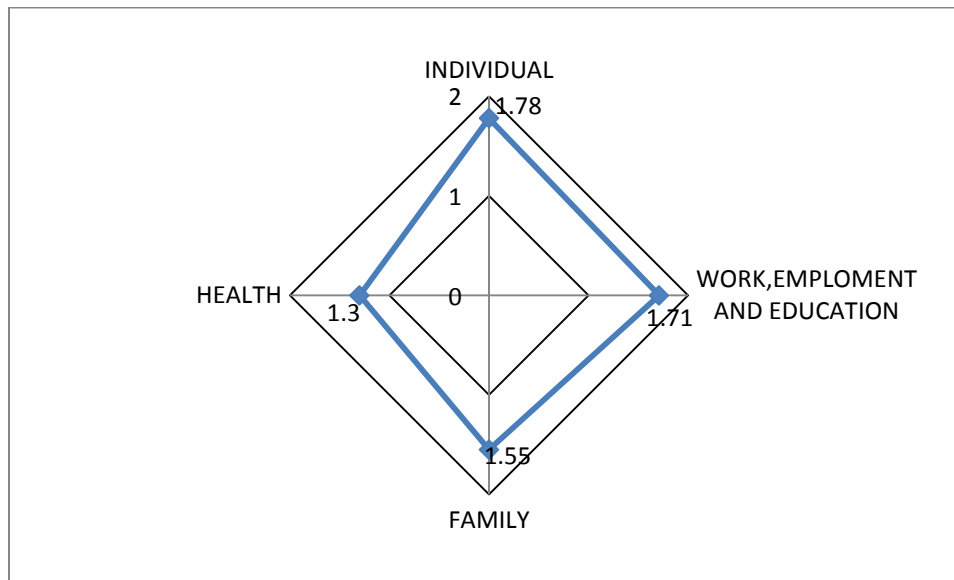 INDIVIDUAL
2
1.78
1
WORK,EMPLOMENT
AND EDUCATION
HEALTH
0
1.3
1.71
1.55
FAMILY